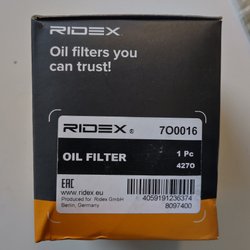 RIDEX
Oil filters you
can trust!
RIDEX® 7O0016
OIL FILTER 1 Pc
4270
EAC
www.ridex.eu
Produced for Ridex GmbH
Berlin, Germany
4059191236374
8097400